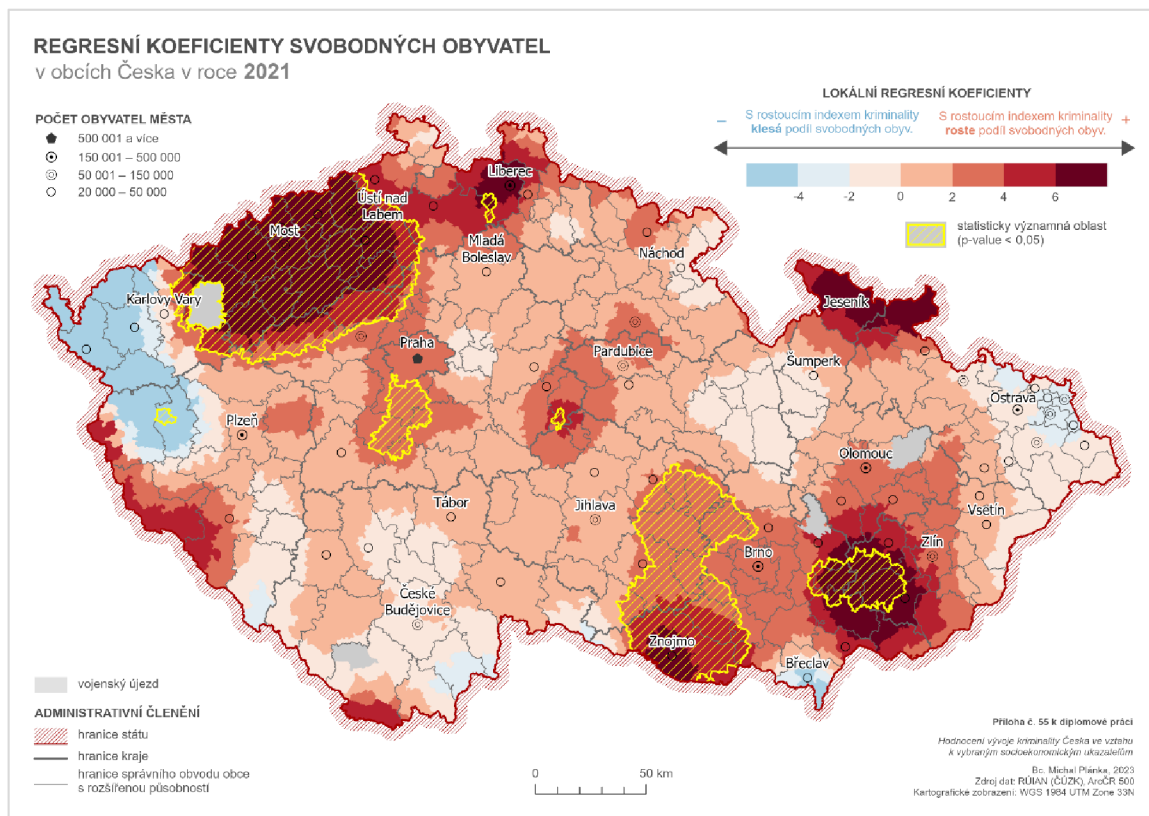 REGRESNÍ KOEFICIENTY SVOBODNÝCH OBYVATEL
v obcích Česka v roce 2021
POČET OBYVATEL MĚSTA
500 001 a více
150 001 – 500 000
50 001 – 150 000
20 000 – 50 000
LOKÁLNÍ REGRESNÍ KOEFICIENTY
– S rostoucím indexem kriminality
klesá podíl svobodných obyv.
S rostoucím indexem kriminality +
roste podíl svobodných obyv.
-4 -2 0 2 4 6
statisticky významná oblast
(p-value < 0,05)
Liberec
Ústí nad
Labem
Most
Mladá
Boleslav
Náchod
Karlovy Vary
Jeseník
Praha
Pardubice
Šumperk
Ostrava
Plzeň
Olomouc
Tábor
Jihlava
Vsetín
Brno
Zlín
České
Budějovice
Znojmo
Břeclav
vojenský újezd
ADMINISTRATIVNÍ ČLENĚNÍ
hranice státu
hranice kraje
hranice správního obvodu obce
s rozšířenou působností
0 50 km
Příloha č. 55 k diplomové práci
Hodnocení vývoje kriminality Česka ve vztahu
k vybraným socioekonomickým ukazatelům
Bc. Michal Plánka, 2023
Zdroj dat: RÚIAN (ČÚZK), ArcČR 500
Kartografické zobrazení: WGS 1984 UTM Zone 33N